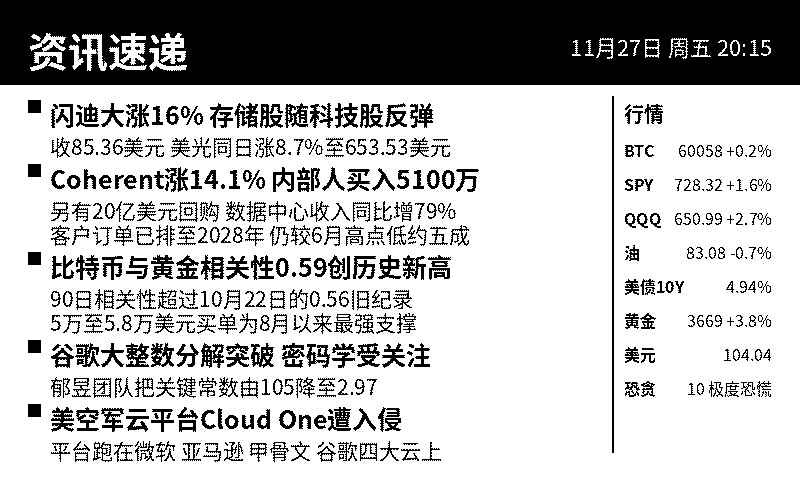 资讯速递
11月27日 周五 20:15
闪迪大涨16% 存储股随科技股反弹
收85.36美元 美光同日涨8.7%至653.53美元
Coherent涨14.1% 内部人买入5100万
另有20亿美元回购 数据中心收入同比增79%
客户订单已排至2028年 仍较6月高点低约五成
比特币与黄金相关性0.59创历史新高
90日相关性超过10月22日的0.56旧纪录
5万至5.8万美元买单为8月以来最强支撑
谷歌大整数分解突破 密码学受关注
郁昱团队把关键常数由105降至2.97
美空军云平台Cloud One遭入侵
平台跑在微软 亚马逊 甲骨文 谷歌四大云上
行情
BTC 60058 +0.2%
SPY 728.32 +1.6%
QQQ 650.99 +2.7%
油 83.08 -0.7%
美债10Y 4.94%
黄金 3669 +3.8%
美元 104.04
恐贪 10 极度恐慌